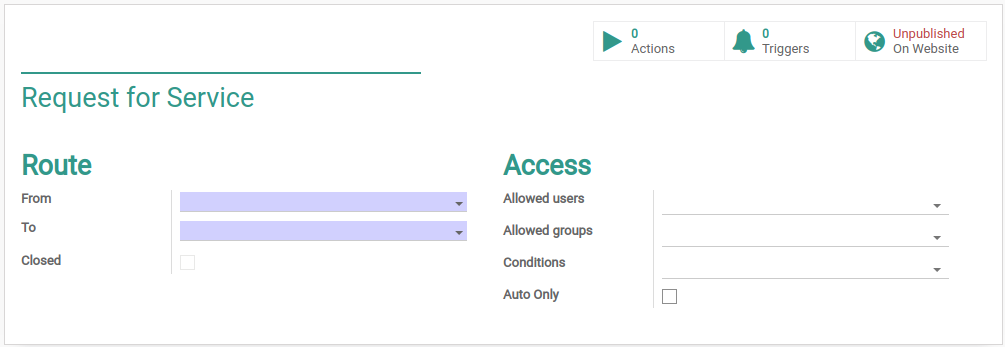 0
Actions
0
Triggers
Unpublished
On Website
Request for Service
Route
From
To
Closed
Access
Allowed users
Allowed groups
Conditions
Auto Only